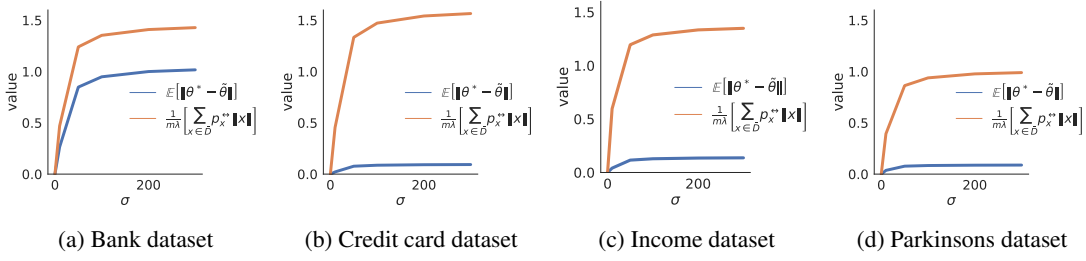 1.5
1.0
0.5
0.0
value
0 200
σ
𝔼[‖θ* − θ̃‖]
1/mλ [∑x∈D̄ p_x^↔ ‖x‖]
(a) Bank dataset
1.5
1.0
0.5
0.0
value
0 200
σ
𝔼[‖θ* − θ̃‖]
1/mλ [∑x∈D̄ p_x^↔ ‖x‖]
(b) Credit card dataset
1.5
1.0
0.5
0.0
value
0 200
σ
𝔼[‖θ* − θ̃‖]
1/mλ [∑x∈D̄ p_x^↔ ‖x‖]
(c) Income dataset
1.5
1.0
0.5
0.0
value
0 200
σ
𝔼[‖θ* − θ̃‖]
1/mλ [∑x∈D̄ p_x^↔ ‖x‖]
(d) Parkinsons dataset